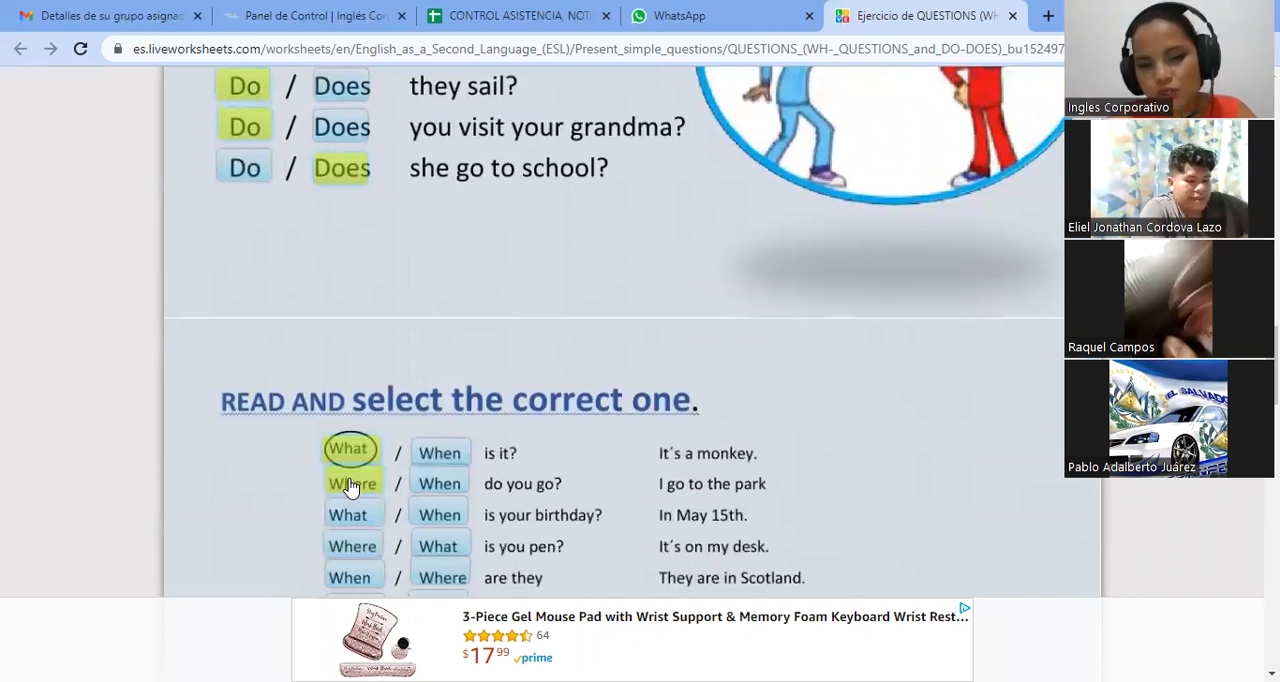 Detalles de su grupo asignad
Panel de Control | Inglés Cor
CONTROL ASISTENCIA, NOT
WhatsApp
Ejercicio de QUESTIONS (WH
es.liveworksheets.com/worksheets/en/English_as_a_Second_Language_(ESL)/Present_simple_questions/QUESTIONS_(WH-_QUESTIONS_and_DO-DOES)_bu152497
Do / Does they sail?
Do / Does you visit your grandma?
Do / Does she go to school?
READ AND select the correct one.
What / When is it? It´s a monkey.
Where / When do you go? I go to the park
What / When is your birthday? In May 15th.
Where / What is you pen? It´s on my desk.
When / Where are they They are in Scotland.
3-Piece Gel Mouse Pad with Wrist Support & Memory Foam Keyboard Wrist Rest...
64
$17.99 prime
Ingles Corporativo
Eliel Jonathan Cordova Lazo
Raquel Campos
EL SALVADO
Pablo Adalberto Juárez